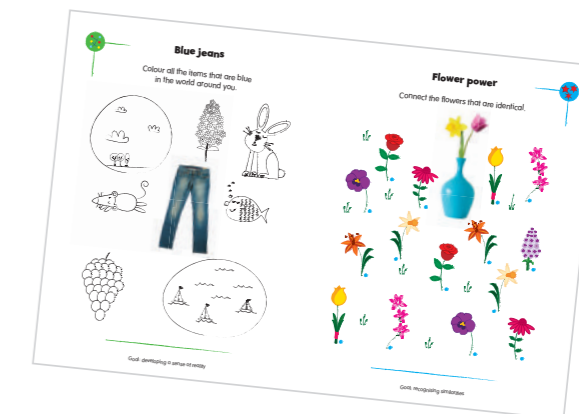 Blue jeans
Colour all the items that are blue
in the world around you.
Goal: developing a sense of reality
Flower power
Connect the flowers that are identical.
Goal: recognising similarities